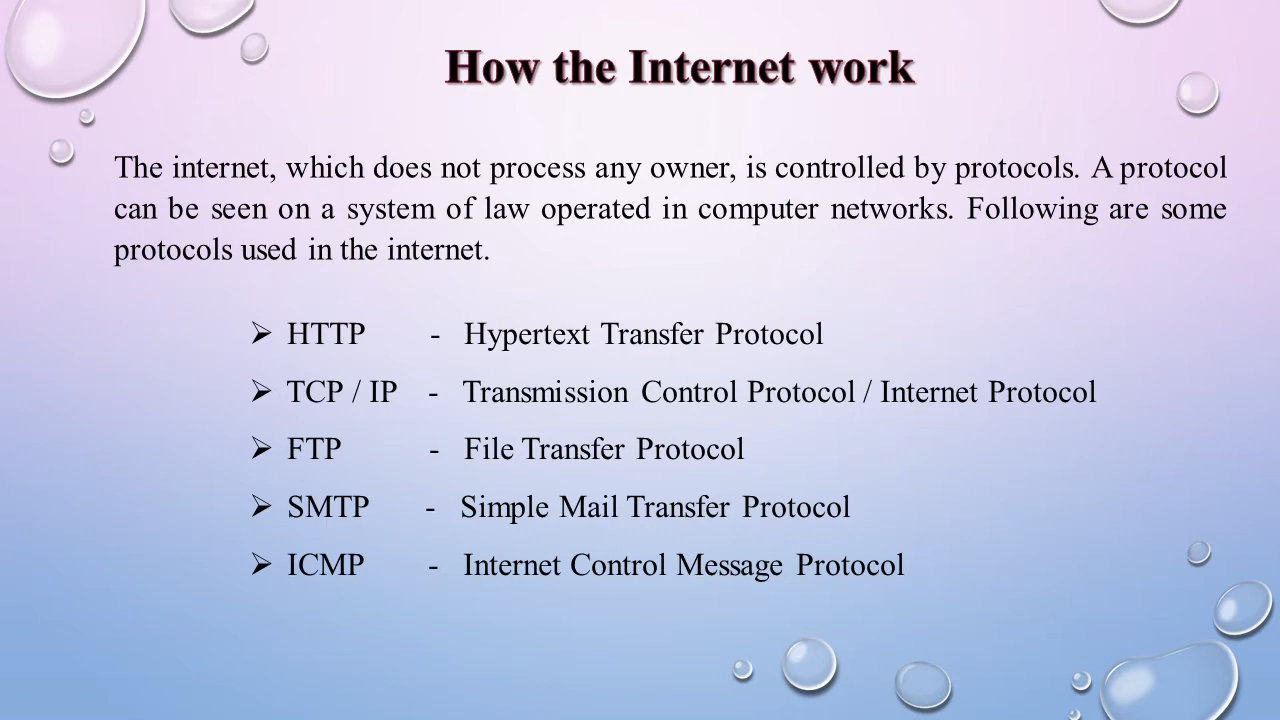 How the Internet work
The internet, which does not process any owner, is controlled by protocols. A protocol
can be seen on a system of law operated in computer networks. Following are some
protocols used in the internet.
➢ HTTP - Hypertext Transfer Protocol
➢ TCP / IP - Transmission Control Protocol / Internet Protocol
➢ FTP - File Transfer Protocol
➢ SMTP - Simple Mail Transfer Protocol
➢ ICMP - Internet Control Message Protocol